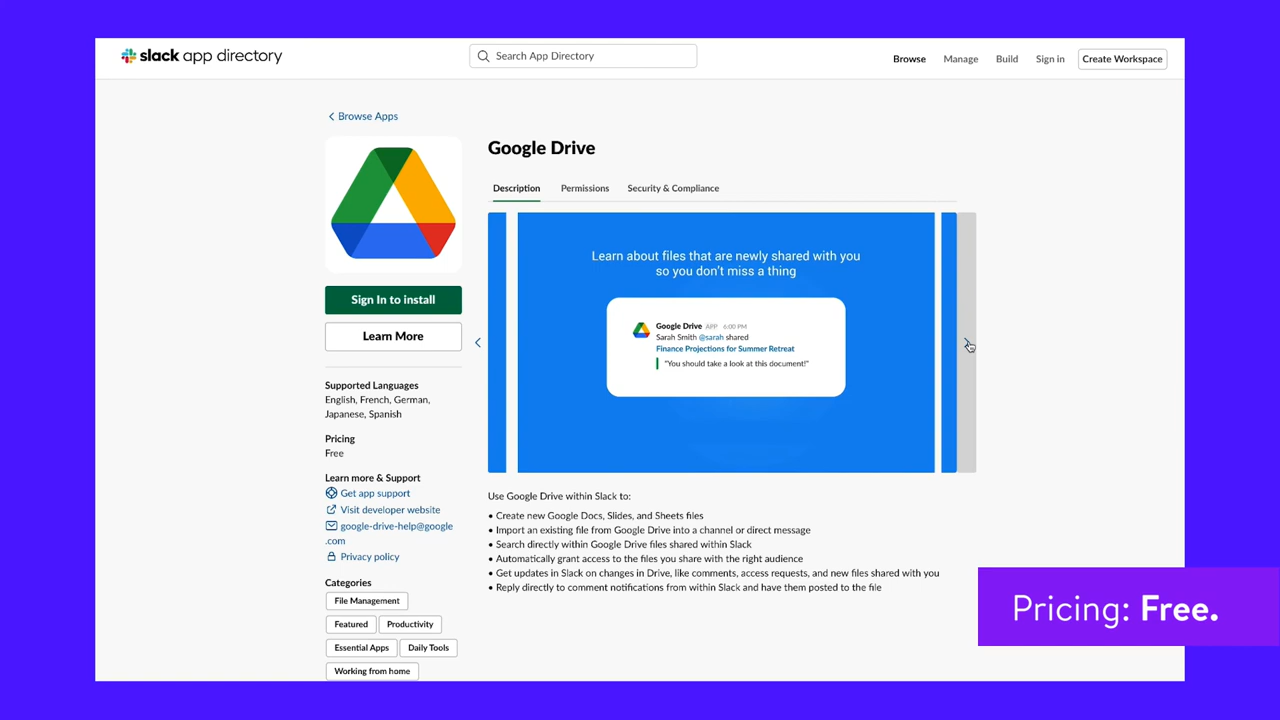 slack app directory
Search App Directory
Browse
Manage
Build
Sign in
Create Workspace
Browse Apps
Google Drive
Description
Permissions
Security & Compliance
Sign In to install
Learn More
Learn about files that are newly shared with you
so you don't miss a thing
Google Drive APP 6:00 PM
Sarah Smith @sarah shared
Finance Projections for Summer Retreat
"You should take a look at this document!"
Supported Languages
English, French, German,
Japanese, Spanish
Pricing
Free
Learn more & Support
Get app support
Visit developer website
google-drive-help@google
.com
Privacy policy
Categories
File Management
Featured
Productivity
Essential Apps
Daily Tools
Working from home
Use Google Drive within Slack to:
• Create new Google Docs, Slides, and Sheets files
• Import an existing file from Google Drive into a channel or direct message
• Search directly within Google Drive files shared within Slack
• Automatically grant access to the files you share with the right audience
• Get updates in Slack on changes in Drive, like comments, access requests, and new files shared with you
• Reply directly to comment notifications from within Slack and have them posted to the file
Pricing: Free.